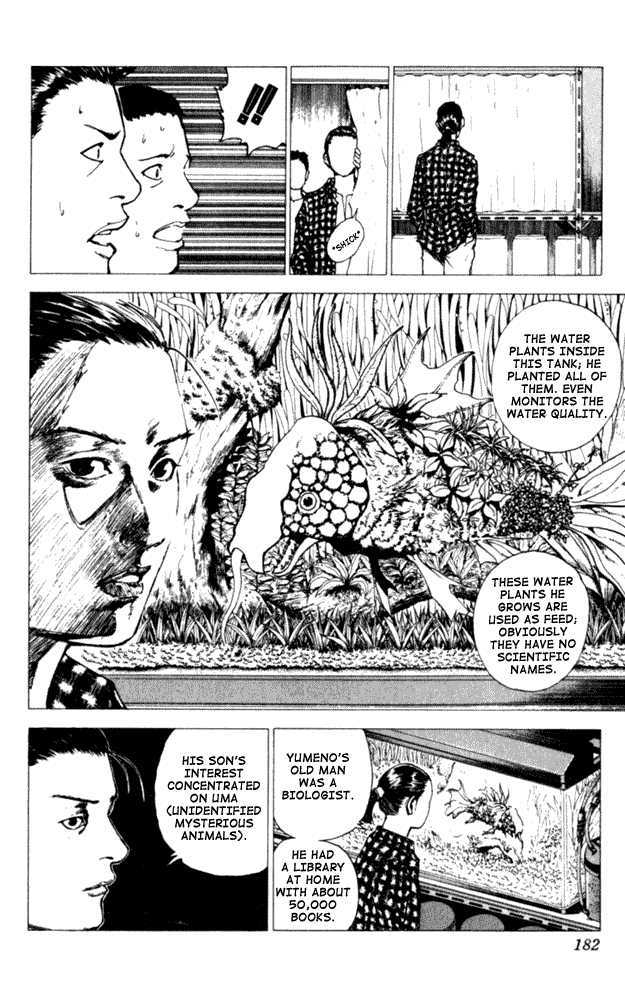 *SHICK*
!!
THE WATER
PLANTS INSIDE
THIS TANK; HE
PLANTED ALL OF
THEM. EVEN
MONITORS THE
WATER QUALITY.
THESE WATER
PLANTS HE
GROWS ARE
USED AS FEED;
OBVIOUSLY
THEY HAVE NO
SCIENTIFIC
NAMES.
YUMENO'S
OLD MAN
WAS A
BIOLOGIST.
HE HAD
A LIBRARY
AT HOME
WITH ABOUT
50,000
BOOKS.
HIS SON'S
INTEREST
CONCENTRATED
ON UMA
(UNIDENTIFIED
MYSTERIOUS
ANIMALS).
182